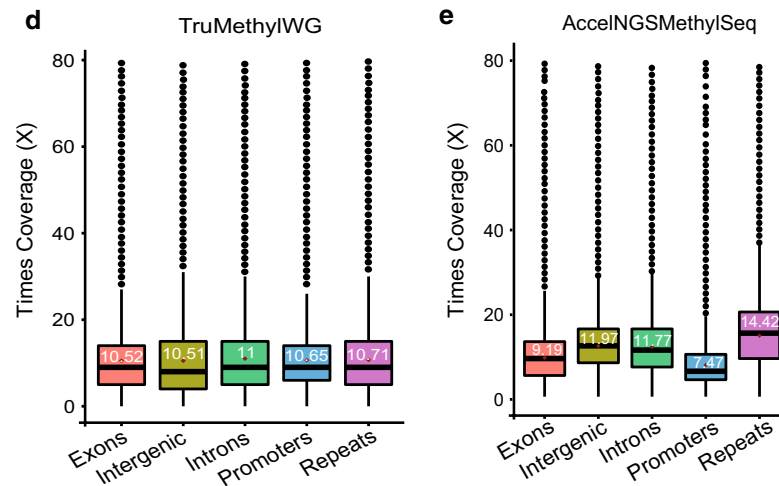 d
TruMethylWG
Times Coverage (X)
80
60
40
20
0
10.52
10.51
11
10.65
10.71
Exons
Intergenic
Introns
Promoters
Repeats
e
AccelNGSMethylSeq
Times Coverage (X)
80
60
40
20
0
9.19
11.97
11.77
7.47
14.42
Exons
Intergenic
Introns
Promoters
Repeats